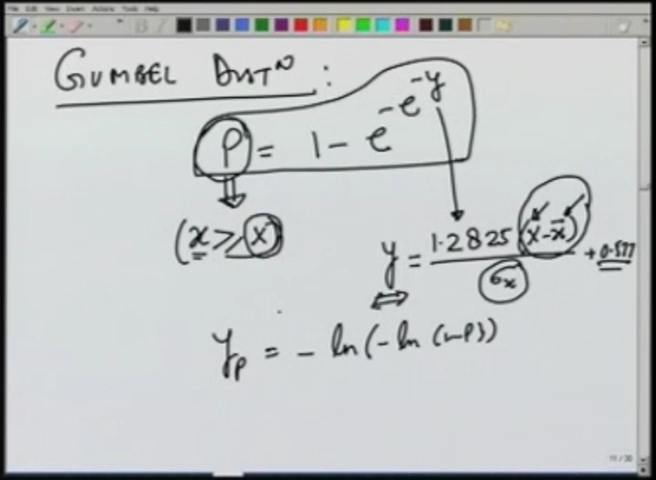 GUMBEL DISTⁿ :
P = 1 - e^-e^-y
(x ≥ x)
y = 1.2825 (x - x̄) / σx + 0.577
yp = - ln(- ln (1-P))
11 / 30